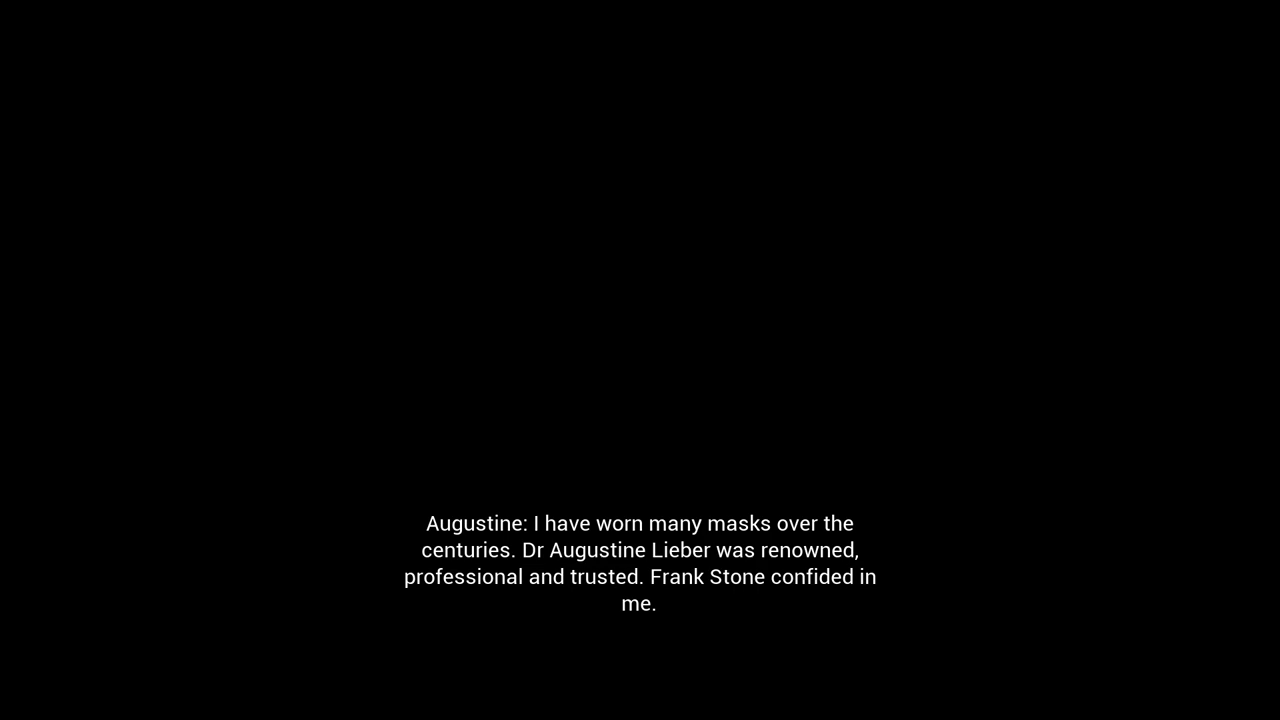 Augustine: I have worn many masks over the
centuries. Dr Augustine Lieber was renowned,
professional and trusted. Frank Stone confided in
me.